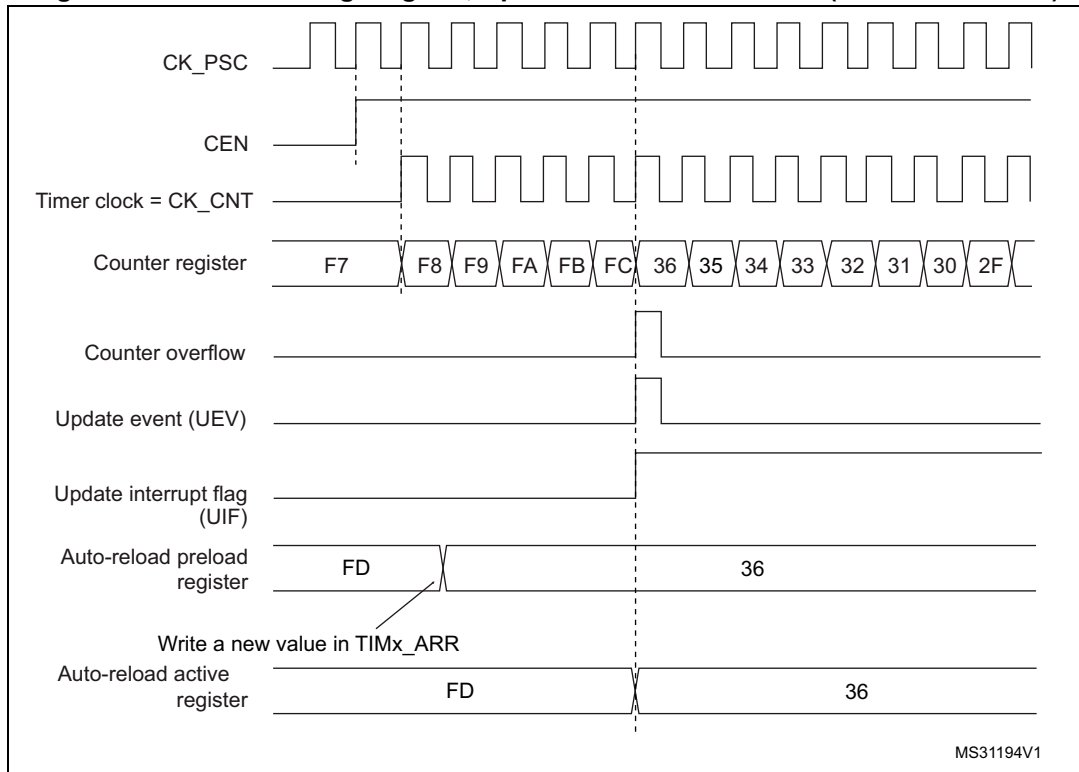 CK_PSC
CEN
Timer clock = CK_CNT
Counter register
F7 F8 F9 FA FB FC 36 35 34 33 32 31 30 2F
Counter overflow
Update event (UEV)
Update interrupt flag
(UIF)
Auto-reload preload
register
FD 36
Write a new value in TIMx_ARR
Auto-reload active
register
FD 36
MS31194V1